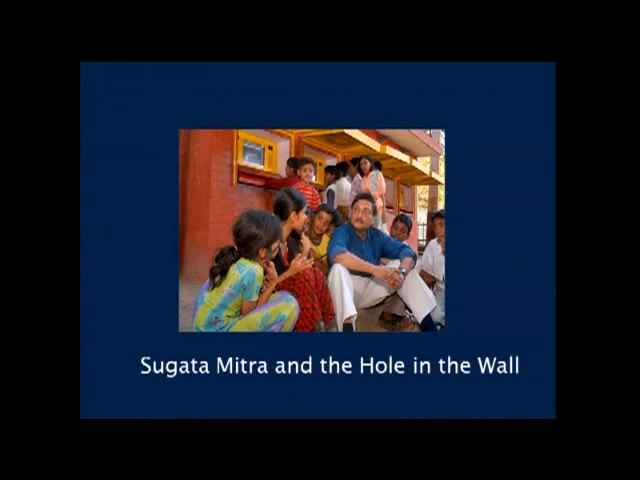 Sugata Mitra and the Hole in the Wall